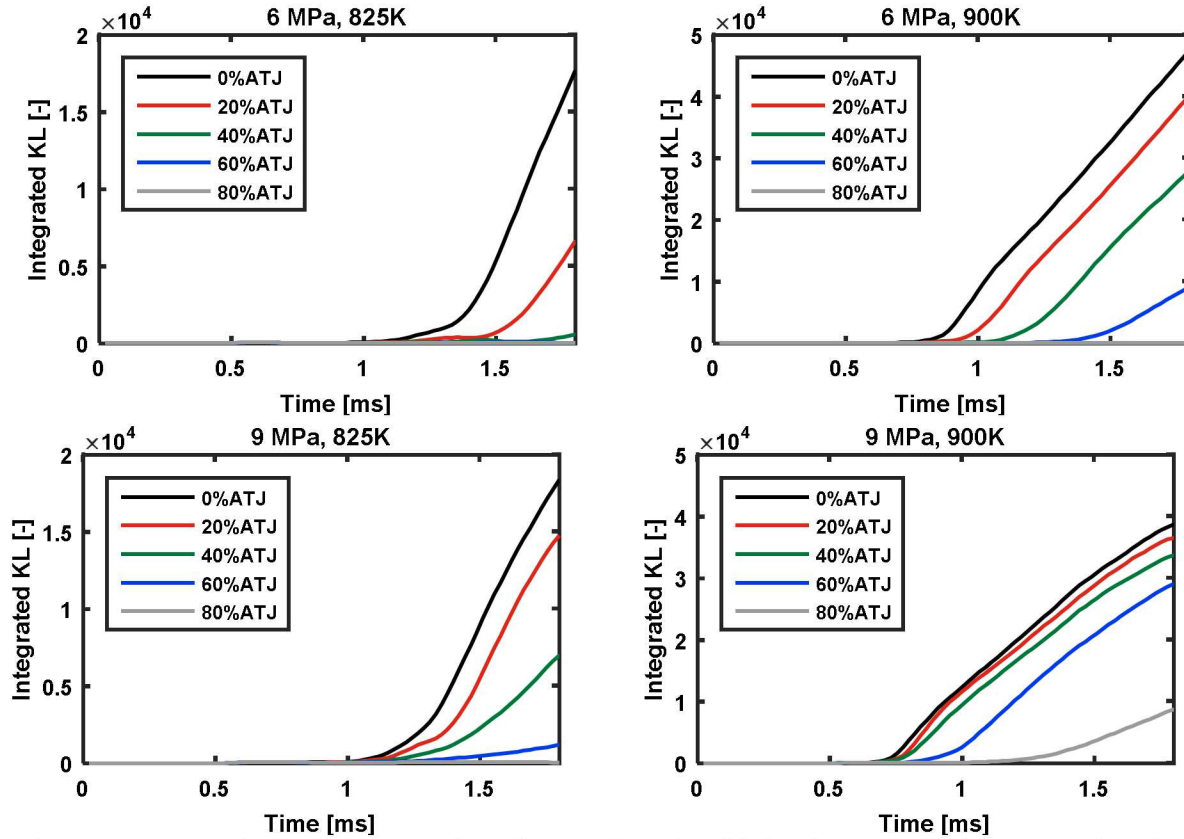 ×10⁴ 6 MPa, 825K
2
1.5
1
0.5
0
Integrated KL [-]
0%ATJ
20%ATJ
40%ATJ
60%ATJ
80%ATJ
0 0.5 1 1.5
Time [ms]
×10⁴ 6 MPa, 900K
5
4
3
2
1
0
Integrated KL [-]
0%ATJ
20%ATJ
40%ATJ
60%ATJ
80%ATJ
0 0.5 1 1.5
Time [ms]
×10⁴ 9 MPa, 825K
2
1.5
1
0.5
0
Integrated KL [-]
0%ATJ
20%ATJ
40%ATJ
60%ATJ
80%ATJ
0 0.5 1 1.5
Time [ms]
×10⁴ 9 MPa, 900K
5
4
3
2
1
0
Integrated KL [-]
0%ATJ
20%ATJ
40%ATJ
60%ATJ
80%ATJ
0 0.5 1 1.5
Time [ms]